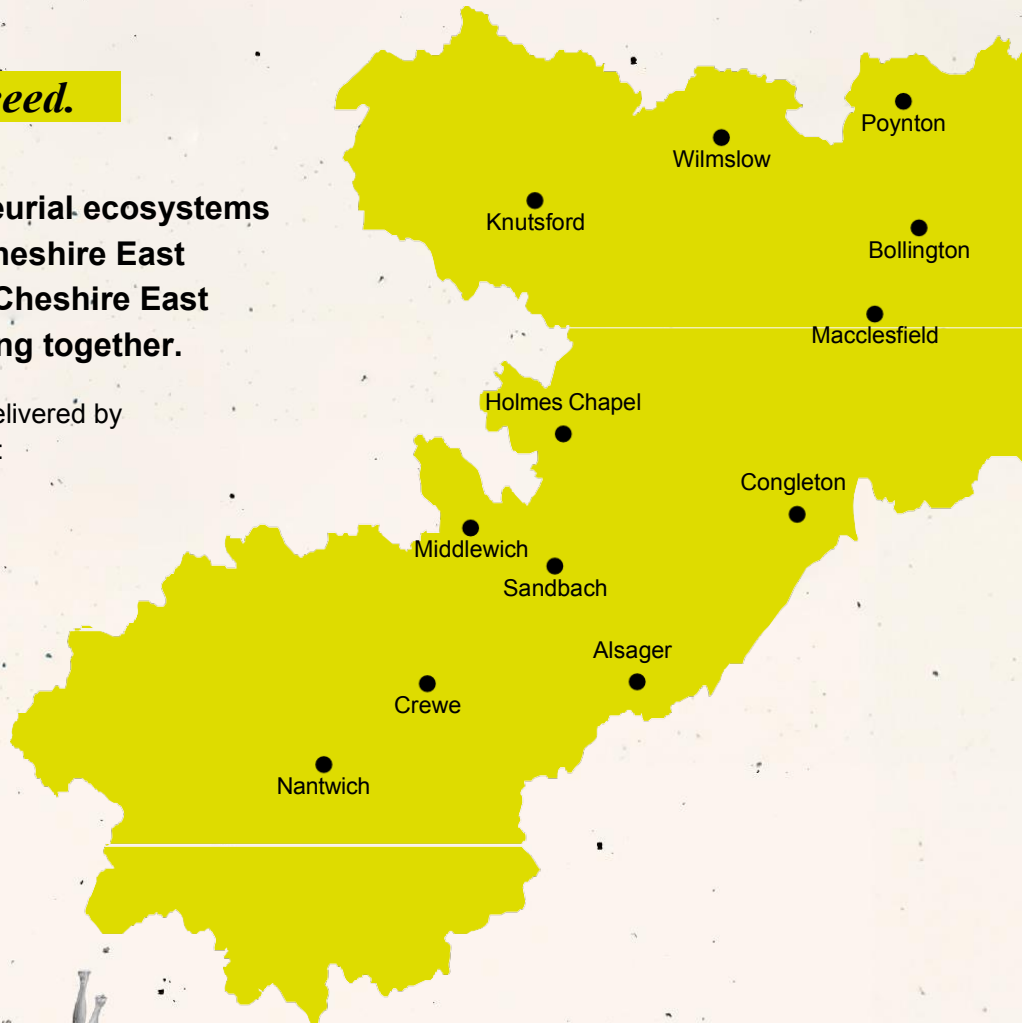 ceed.
eurial ecosystems
heshire East
Cheshire East
ng together.
elivered by
Poynton
Wilmslow
Knutsford
Bollington
Macclesfield
Holmes Chapel
Congleton
Middlewich
Sandbach
Alsager
Crewe
Nantwich